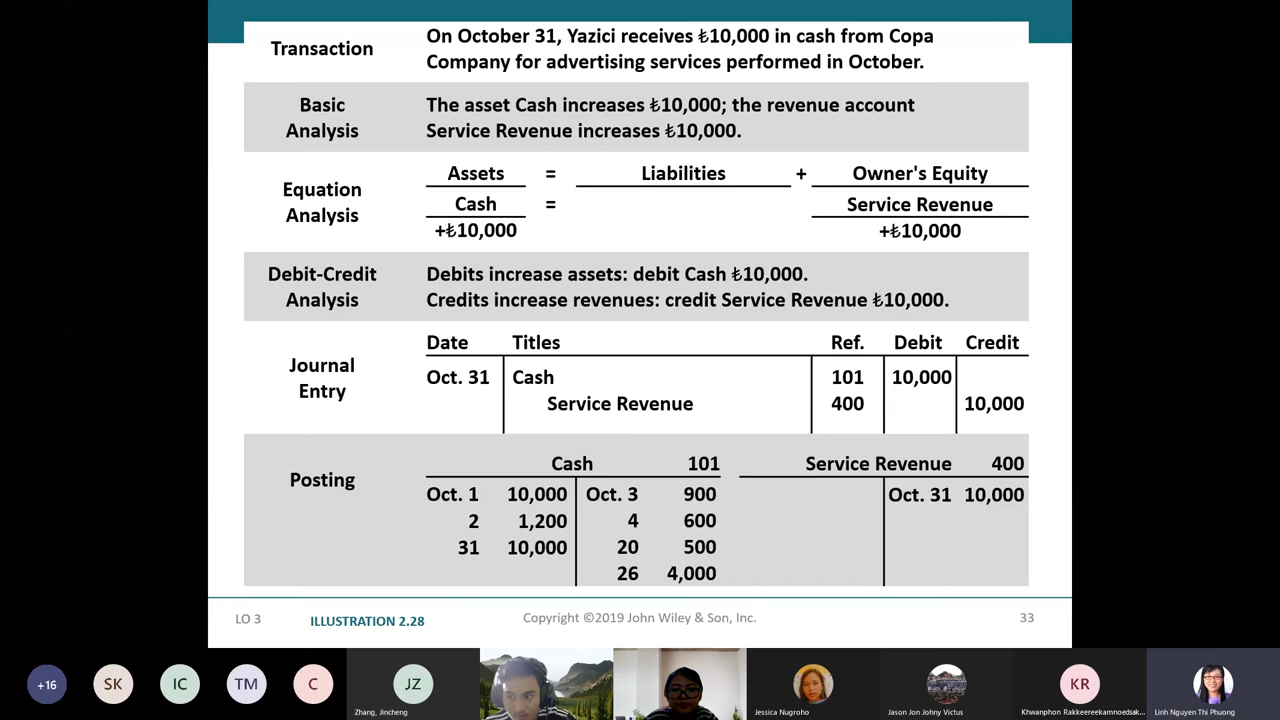 Transaction
On October 31, Yazici receives ₺10,000 in cash from Copa
Company for advertising services performed in October.
Basic
Analysis
The asset Cash increases ₺10,000; the revenue account
Service Revenue increases ₺10,000.
Equation
Analysis
Assets = Liabilities + Owner's Equity
Cash = Service Revenue
+₺10,000 +₺10,000
Debit-Credit
Analysis
Debits increase assets: debit Cash ₺10,000.
Credits increase revenues: credit Service Revenue ₺10,000.
Journal
Entry
Date Titles Ref. Debit Credit
Oct. 31 Cash 101 10,000
Service Revenue 400 10,000
Posting
Cash 101 Service Revenue 400
Oct. 1 10,000 Oct. 3 900 Oct. 31 10,000
2 1,200 4 600
31 10,000 20 500
26 4,000
LO 3 ILLUSTRATION 2.28 Copyright ©2019 John Wiley & Son, Inc. 33
+16 SK IC TM C JZ KR
Zhang, Jincheng Jessica Nugroho Jason Jon Johny Victus Khwanphon Rakkeereekamnoedsak... Linh Nguyen Thi Phuong